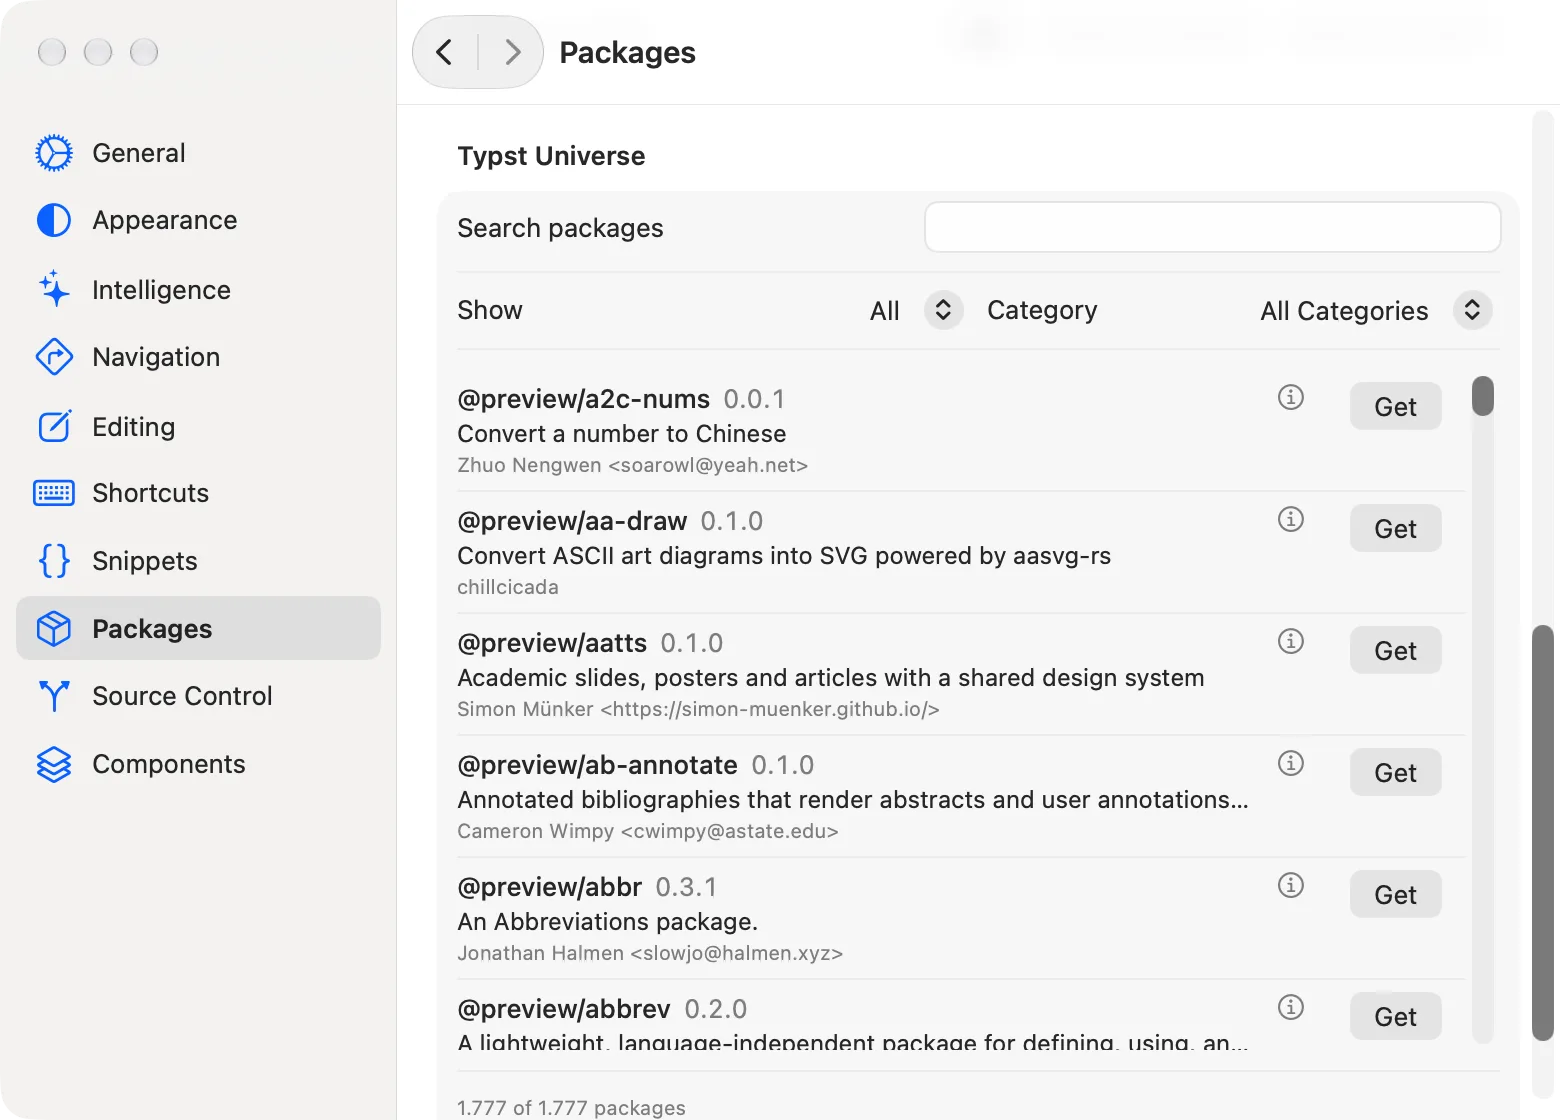 Packages
General
Appearance
Intelligence
Navigation
Editing
Shortcuts
Snippets
Packages
Source Control
Components
Typst Universe
Search packages
Show All Category All Categories
@preview/a2c-nums 0.0.1 Get
Convert a number to Chinese
Zhuo Nengwen <soarowl@yeah.net>
@preview/aa-draw 0.1.0 Get
Convert ASCII art diagrams into SVG powered by aasvg-rs
chillcicada
@preview/aatts 0.1.0 Get
Academic slides, posters and articles with a shared design system
Simon Münker <https://simon-muenker.github.io/>
@preview/ab-annotate 0.1.0 Get
Annotated bibliographies that render abstracts and user annotations...
Cameron Wimpy <cwimpy@astate.edu>
@preview/abbr 0.3.1 Get
An Abbreviations package.
Jonathan Halmen <slowjo@halmen.xyz>
@preview/abbrev 0.2.0 Get
A lightweight, language-independent package for defining, using, an...
1.777 of 1.777 packages